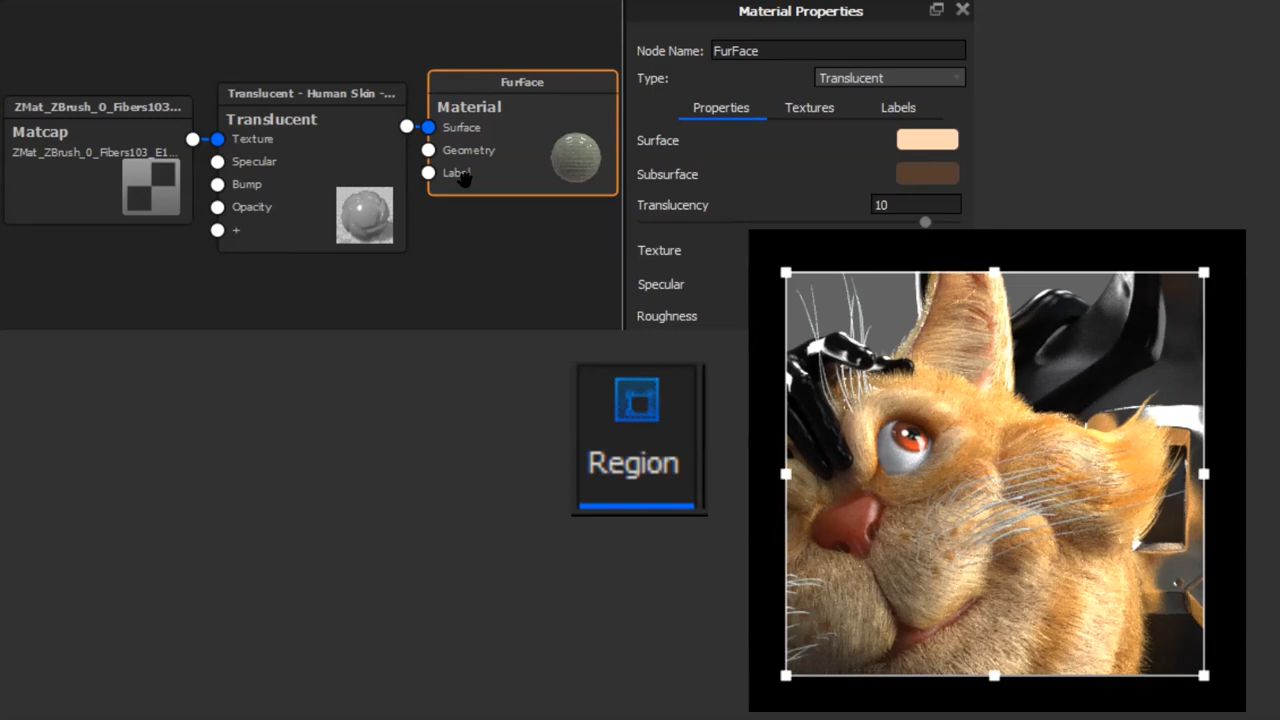 ZMat_ZBrush_0_Fibers103...
Matcap
ZMat_ZBrush_0_Fibers103_E1...
Translucent - Human Skin -...
Translucent
Texture
Specular
Bump
Opacity
+
FurFace
Material
Surface
Geometry
Label
Material Properties
Node Name: FurFace
Type: Translucent
Properties Textures Labels
Surface
Subsurface
Translucency 10
Texture
Specular
Roughness
Region